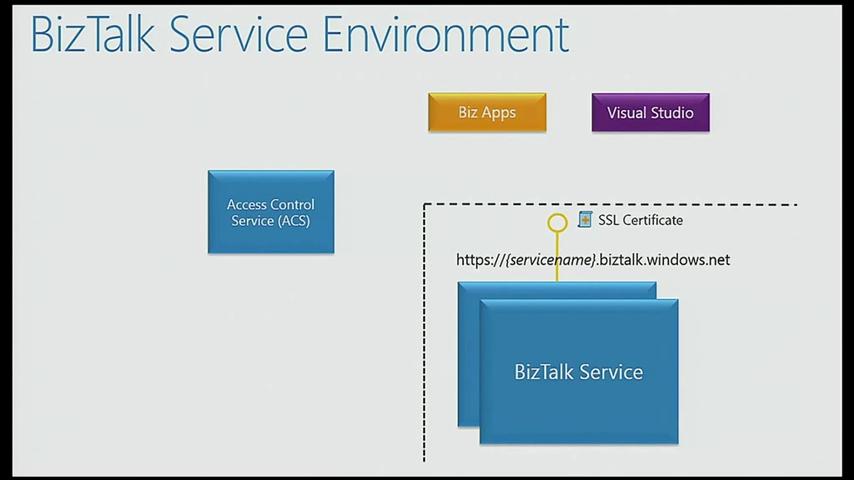 BizTalk Service Environment
Biz Apps
Visual Studio
Access Control
Service (ACS)
SSL Certificate
https://{servicename}.biztalk.windows.net
BizTalk Service